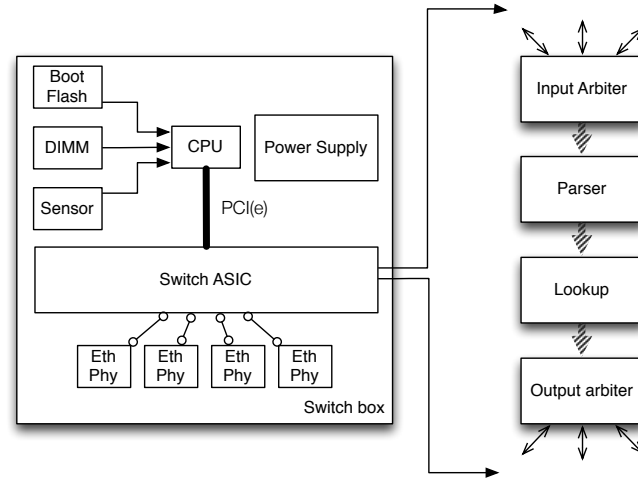 Boot
Flash
DIMM
Sensor
CPU
Power Supply
PCI(e)
Switch ASIC
Eth
Phy
Eth
Phy
Eth
Phy
Eth
Phy
Switch box
Input Arbiter
Parser
Lookup
Output arbiter